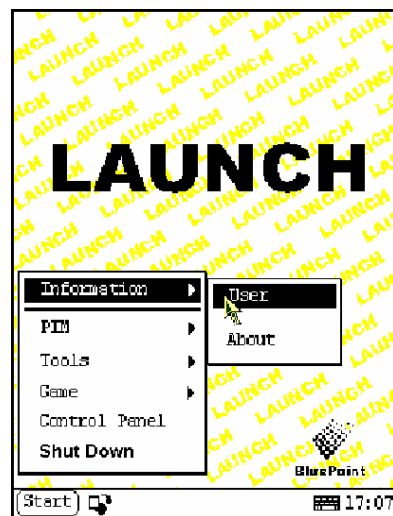 LAUNCH
Information
User
About
PIM
Tools
Game
Control Panel
Shut Down
BluePoint
Start
17:07